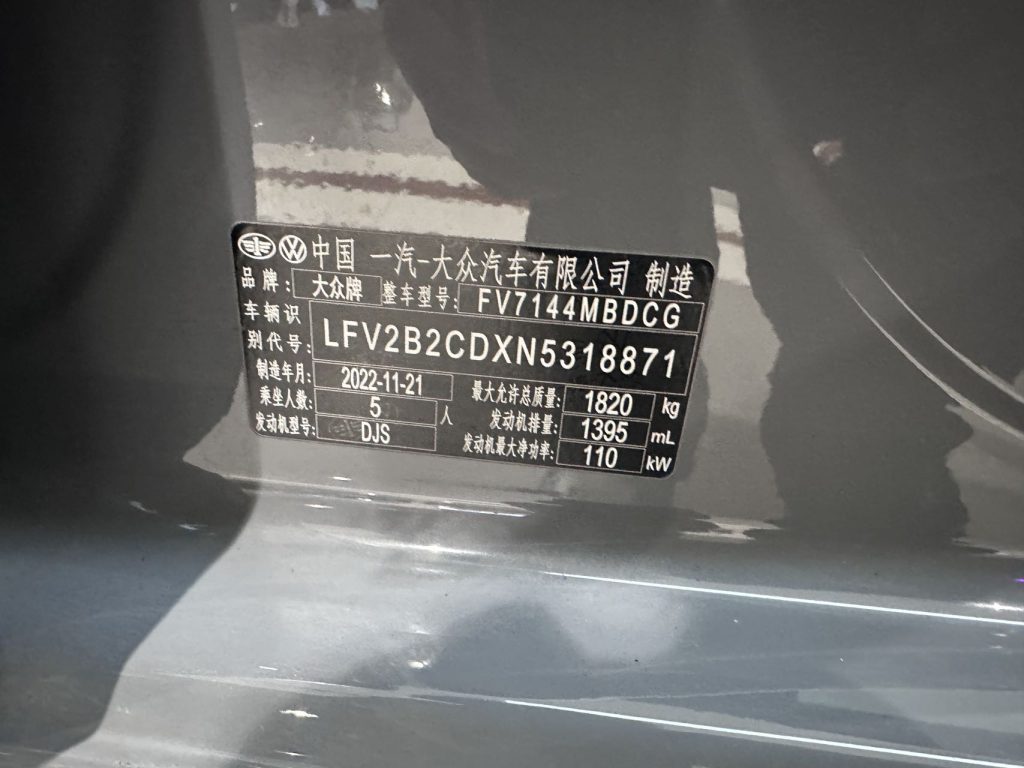 中国 一汽-大众汽车有限公司 制造
品牌: 大众牌 整车型号: FV7144MBDCG
车辆识别代号: LFV2B2CDXN5318871
制造年月: 2022-11-21 最大允许总质量: 1820 kg
乘坐人数: 5 人 发动机排量: 1395 mL
发动机型号: DJS 发动机最大净功率: 110 kW